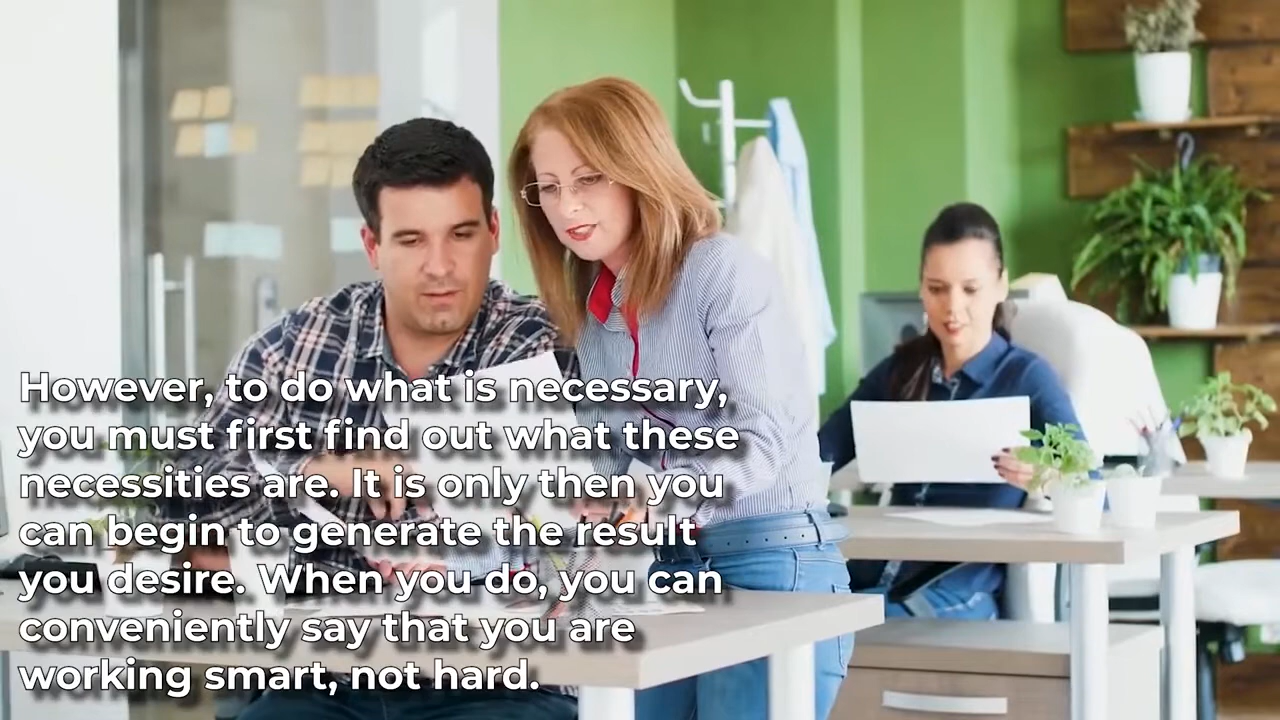 However, to do what is necessary,
you must first find out what these
necessities are. It is only then you
can begin to generate the result
you desire. When you do, you can
conveniently say that you are
working smart, not hard.